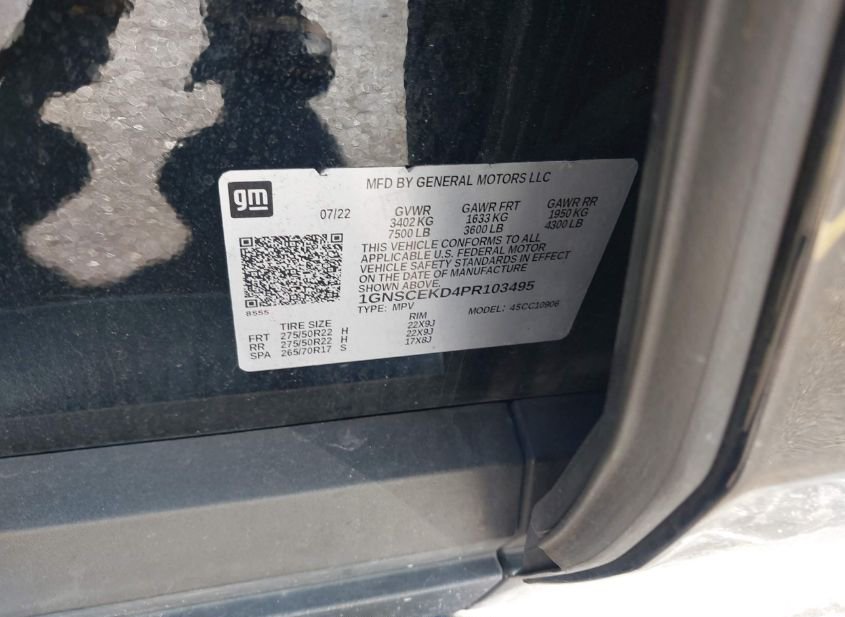 gm
MFD BY GENERAL MOTORS LLC
07/22 GVWR GAWR FRT GAWR RR
3402 KG 1633 KG 1950 KG
7500 LB 3600 LB 4300 LB
THIS VEHICLE CONFORMS TO ALL
APPLICABLE U.S. FEDERAL MOTOR
VEHICLE SAFETY STANDARDS IN EFFECT
ON THE DATE OF MANUFACTURE
SHOWN ABOVE.
1GNSCEKD4PR103495
8555
TYPE: MPV MODEL: 4SCC10906
TIRE SIZE RIM
FRT 275/50R22 H 22X9J
RR 275/50R22 H 22X9J
SPA 265/70R17 S 17X8J